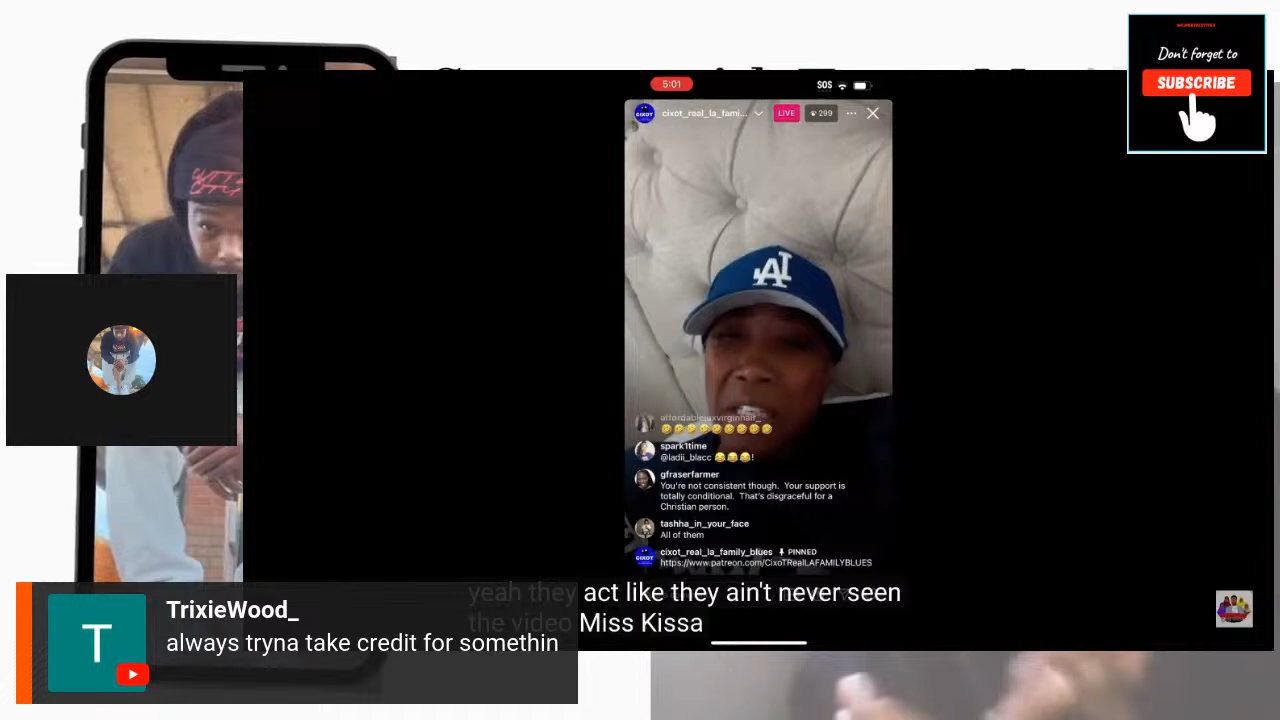 Don't forget to
SUBSCRIBE
5:01
SOS
CIXOT
cixot_real_la_fami...
LIVE
299
LA
spark1time
@ladii_blacc 😂😂😂!
gfraserfarmer
You're not consistent though. Your support is
totally conditional. That's disgraceful for a
Christian person.
tashha_in_your_face
All of them
cixot_real_la_family_blues PINNED
https://www.patreon.com/CixoTRealLAFAMILYBLUES
yeah they act like they ain't never seen
the video Miss Kissa
T
TrixieWood_
always tryna take credit for somethin